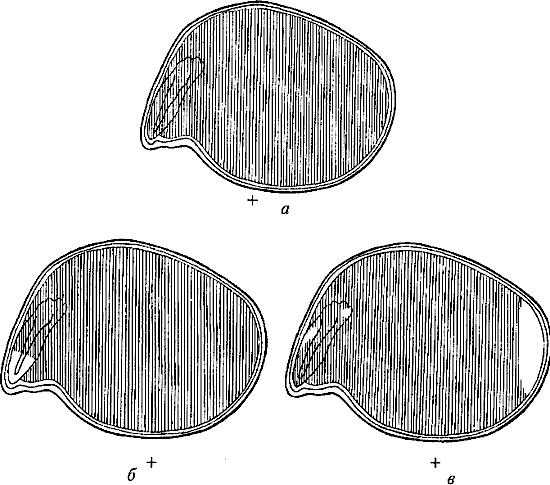 + а
б +
+ в